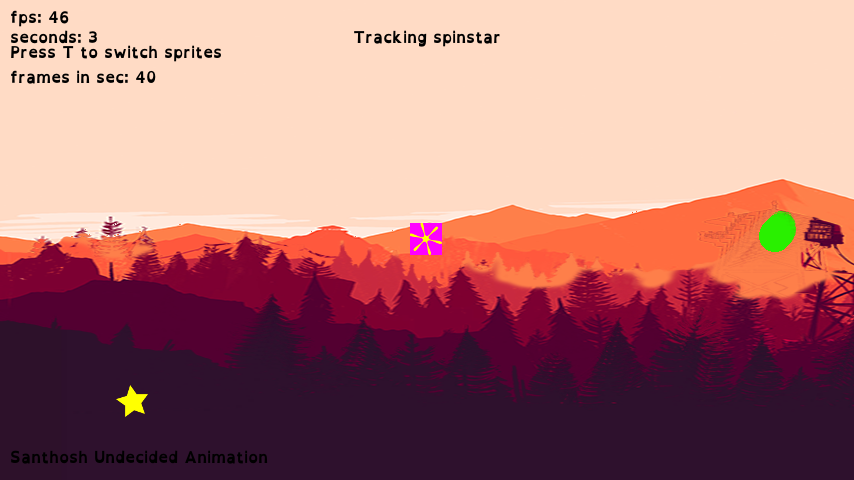 fps: 46
seconds: 3
Tracking spinstar
Press T to switch sprites
frames in sec: 40
Santhosh Undecided Animation